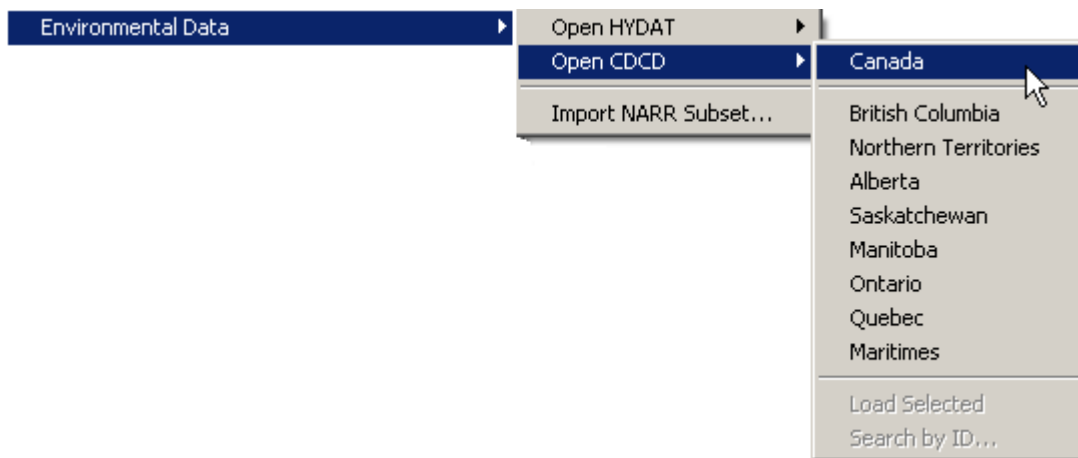 Environmental Data
Open HYDAT
Open CDCD
Import NARR Subset...
Canada
British Columbia
Northern Territories
Alberta
Saskatchewan
Manitoba
Ontario
Quebec
Maritimes
Load Selected
Search by ID...